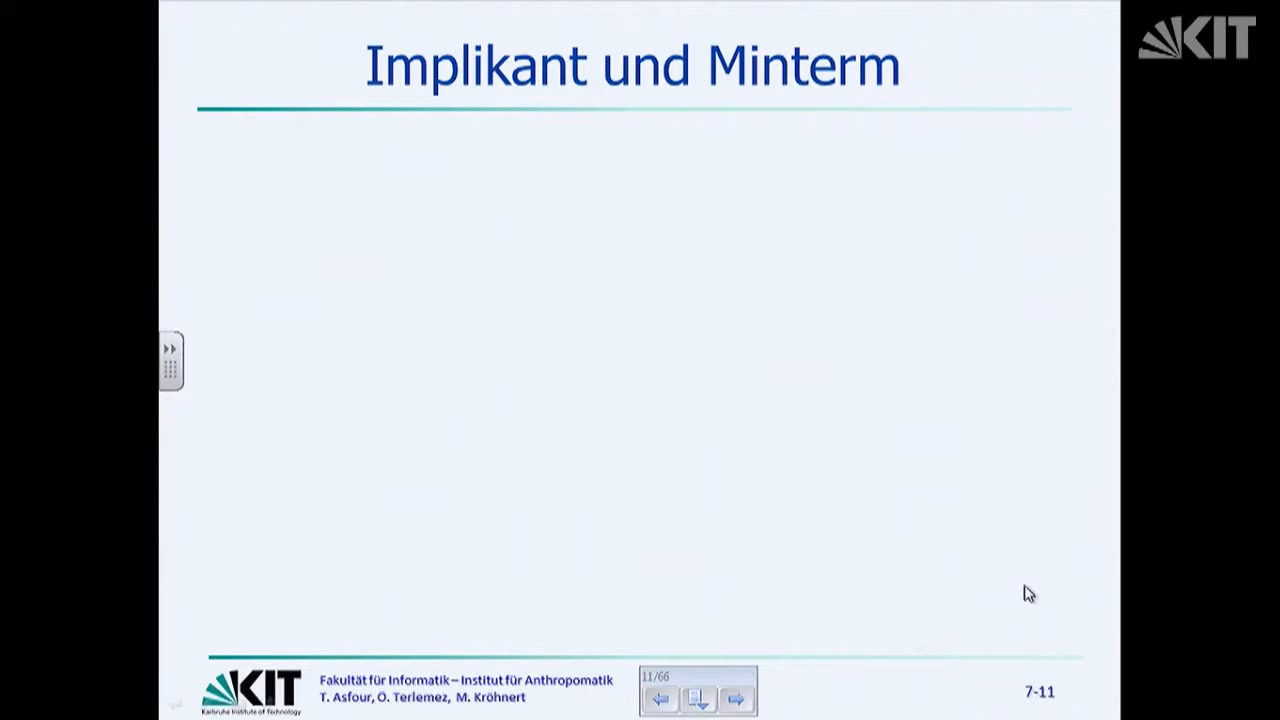 KIT
Implikant und Minterm
KIT
Karlsruhe Institute of Technology
Fakultät für Informatik – Institut für Anthropomatik
T. Asfour, Ö. Terlemez, M. Kröhnert
11/66
7-11